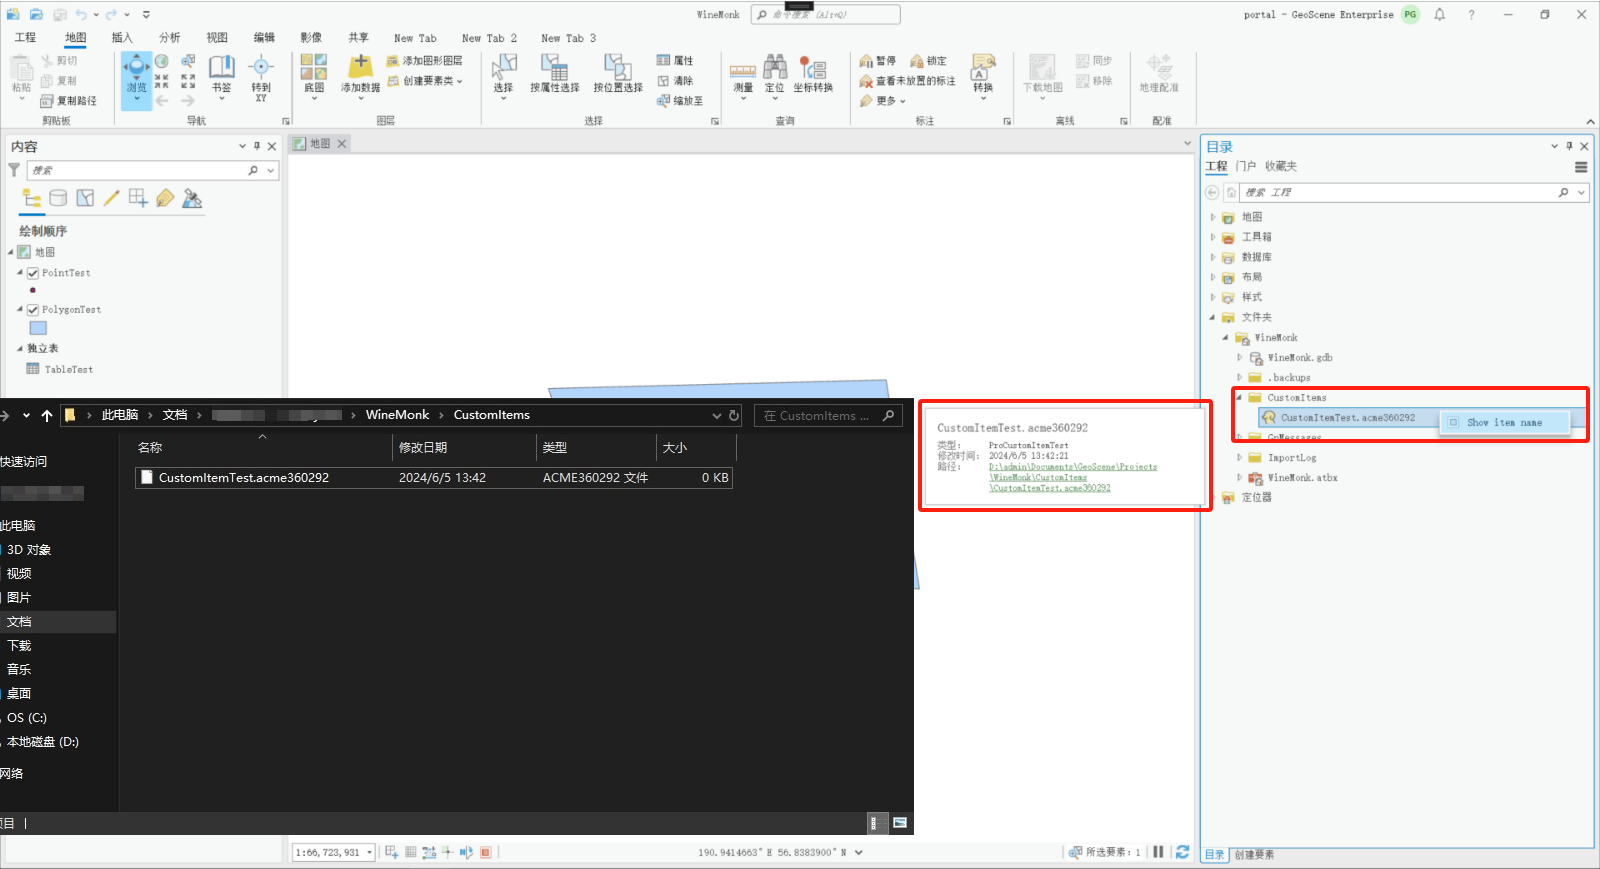 WineMonk
命令搜索 (Alt+Q)
portal - GeoScene Enterprise
PG
?
工程
地图
插入
分析
视图
编辑
影像
共享
New Tab
New Tab 2
New Tab 3
粘贴
剪切
复制
复制路径
剪贴板
浏览
书签
转到
XY
导航
底图
添加数据
添加图形图层
创建要素类
图层
选择
按属性选择
按位置选择
属性
清除
缩放至
选择
测量
定位
坐标转换
查询
暂停
锁定
查看未放置的标注
更多
转换
标注
下载地图
同步
移除
离线
地理配准
配准
内容
搜索
绘制顺序
地图
PointTest
PolygonTest
独立表
TableTest
地图
目录
工程
门户
收藏夹
搜索 工程
地图
工具箱
数据库
布局
样式
文件夹
WineMonk
WineMonk.gdb
.backups
CustomItems
CustomItemTest.acme360292
Show item name
GpMessages
ImportLog
WineMonk.atbx
定位器
此电脑
文档
WineMonk
CustomItems
在 CustomItems ...
名称
修改日期
类型
大小
CustomItemTest.acme360292
2024/6/5 13:42
ACME360292 文件
0 KB
快速访问
此电脑
3D 对象
视频
图片
文档
下载
音乐
桌面
OS (C:)
本地磁盘 (D:)
网络
项目
CustomItemTest.acme360292
类型: ProCustomItemTest
修改时间: 2024/6/5 13:42:21
路径: D:\admin\Documents\GeoScene\Projects
\WineMonk\CustomItems
\CustomItemTest.acme360292
1:66,723,931
190.9414663° E 56.8383900° N
所选要素: 1
目录
创建要素